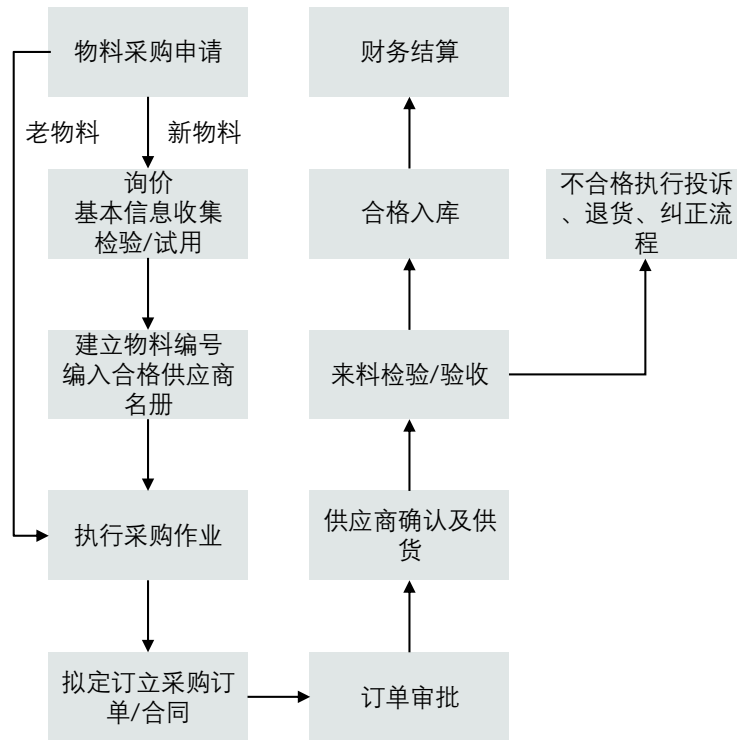 物料采购申请
老物料
新物料
询价
基本信息收集
检验/试用
建立物料编号
编入合格供应商
名册
执行采购作业
拟定订立采购订
单/合同
财务结算
合格入库
不合格执行投诉
、退货、纠正流
程
来料检验/验收
供应商确认及供
货
订单审批